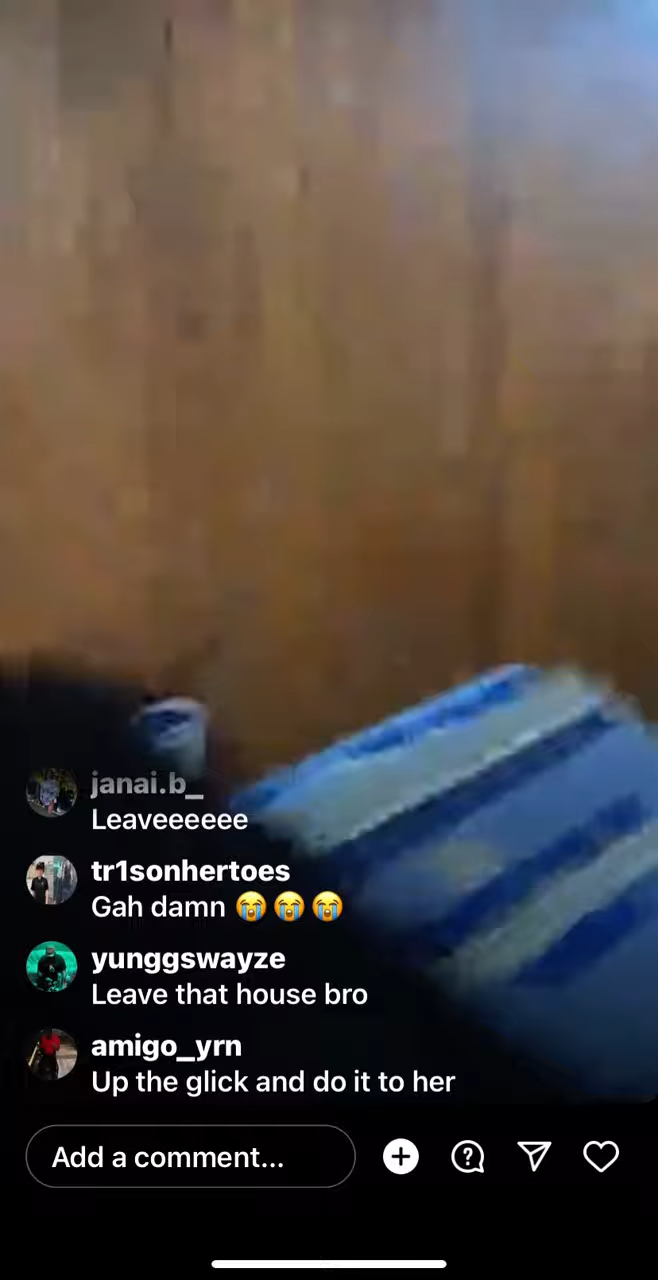 janai.b_
Leaveeeeee
tr1sonhertoes
Gah damn 😭😭😭
yunggswayze
Leave that house bro
amigo_yrn
Up the glick and do it to her
Add a comment...